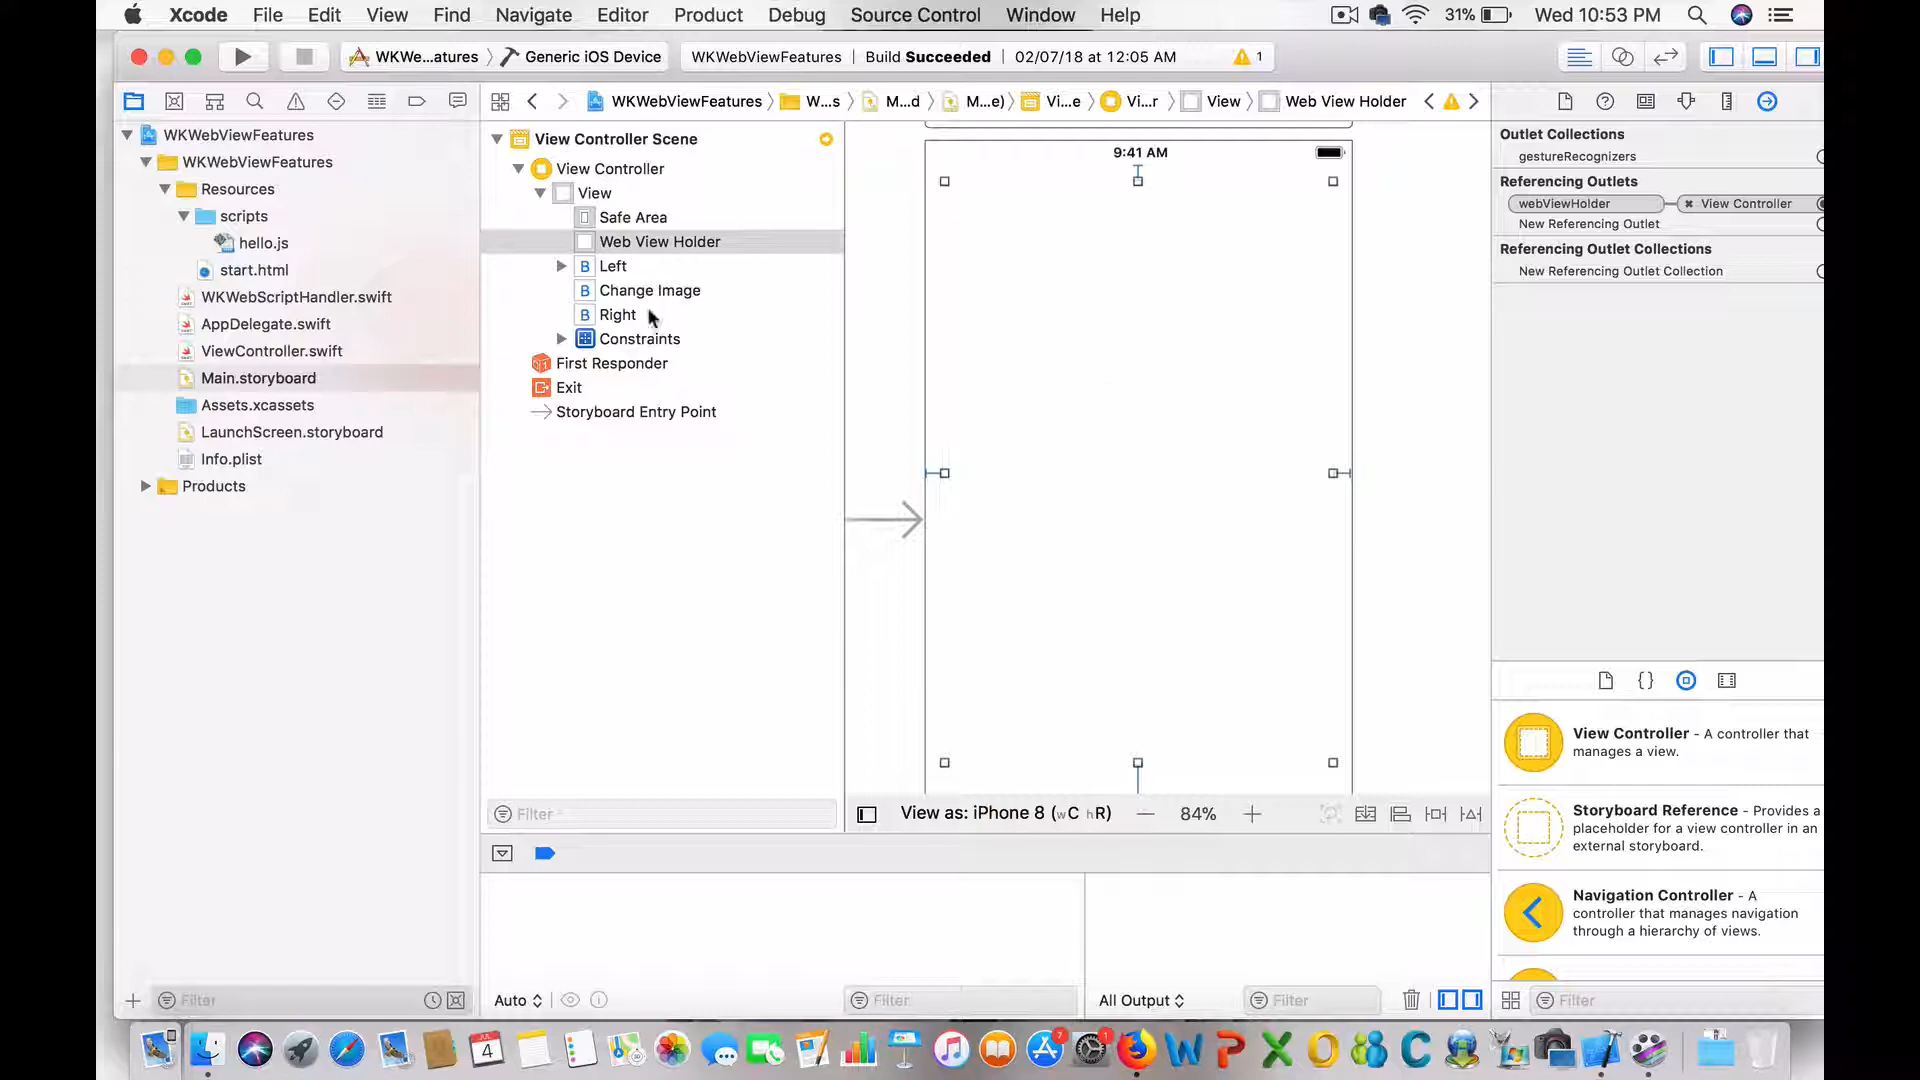 Xcode File Edit View Find Navigate Editor Product Debug Source Control Window Help 31% Wed 10:53 PM
WKWe...atures Generic iOS Device WKWebViewFeatures Build Succeeded 02/07/18 at 12:05 AM 1
WKWebViewFeatures W...s M...d M...e) Vi...e Vi...r View Web View Holder
WKWebViewFeatures
WKWebViewFeatures
Resources
scripts
hello.js
start.html
WKWebScriptHandler.swift
AppDelegate.swift
ViewController.swift
Main.storyboard
Assets.xcassets
LaunchScreen.storyboard
Info.plist
Products
Filter
View Controller Scene
View Controller
View
Safe Area
Web View Holder
B Left
B Change Image
B Right
Constraints
First Responder
Exit
Storyboard Entry Point
Filter
9:41 AM
View as: iPhone 8 (wC hR) 84%
Auto Filter
All Output Filter
Outlet Collections
gestureRecognizers
Referencing Outlets
webViewHolder View Controller
New Referencing Outlet
Referencing Outlet Collections
New Referencing Outlet Collection
{}
View Controller - A controller that
manages a view.
Storyboard Reference - Provides a
placeholder for a view controller in an
external storyboard.
Navigation Controller - A
controller that manages navigation
through a hierarchy of views.
Filter
JUL
4
7
1